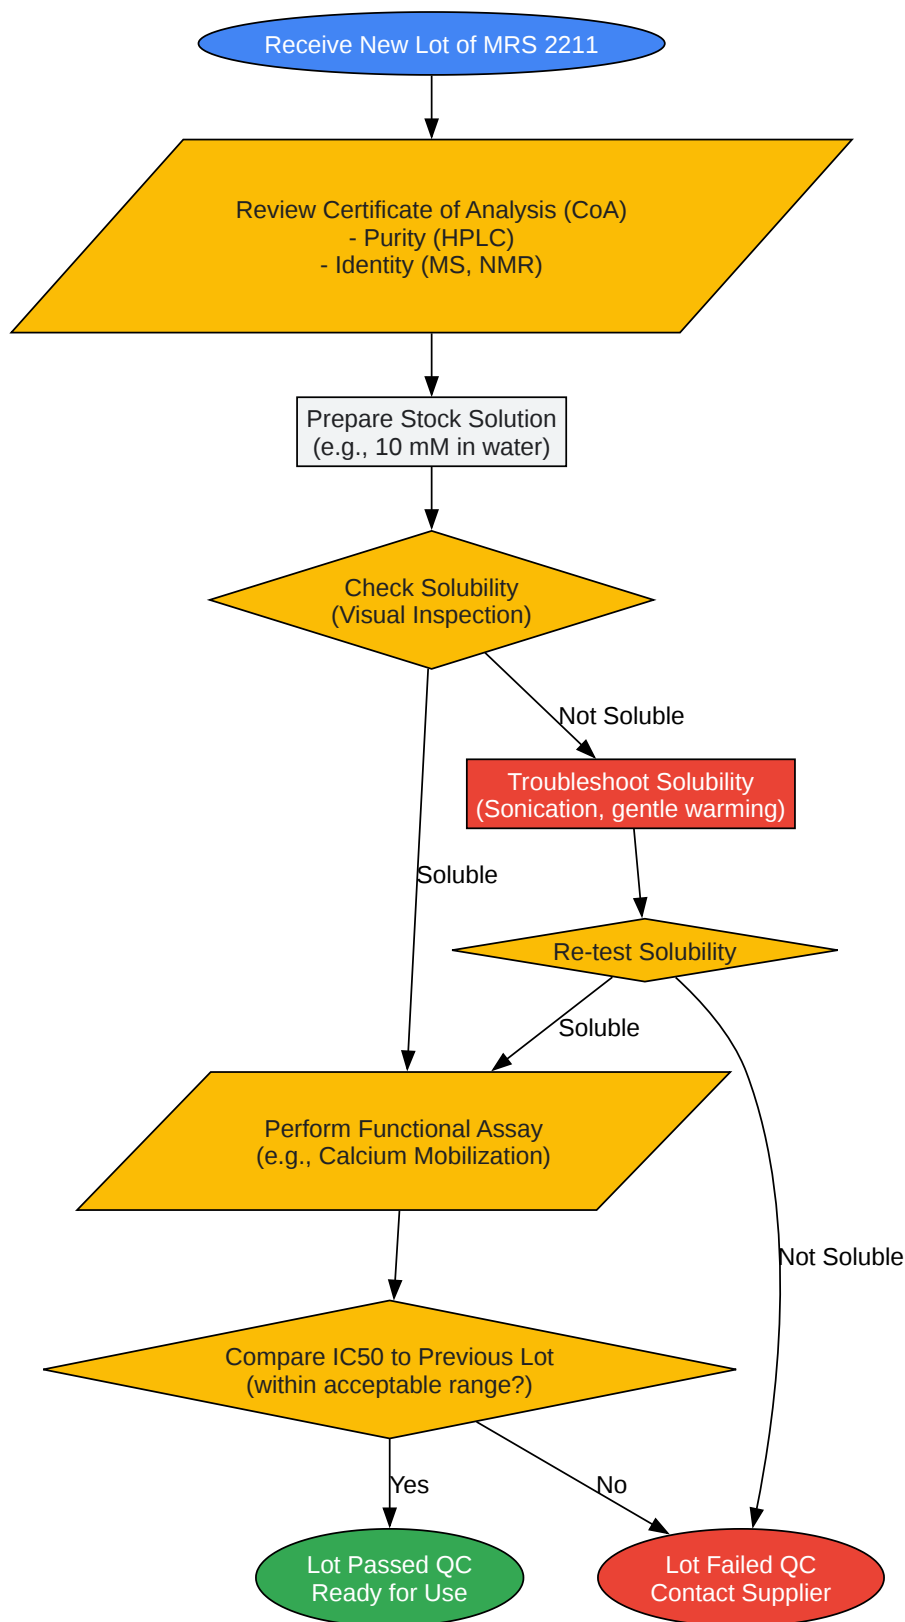 Receive New Lot of MRS 2211
Review Certificate of Analysis (CoA)
- Purity (HPLC)
- Identity (MS, NMR)
Prepare Stock Solution
(e.g., 10 mM in water)
Check Solubility
(Visual Inspection)
Not Soluble
Troubleshoot Solubility
(Sonication, gentle warming)
Soluble
Re-test Solubility
Soluble
Perform Functional Assay
(e.g., Calcium Mobilization)
Not Soluble
Compare IC50 to Previous Lot
(within acceptable range?)
Yes
No
Lot Passed QC
Ready for Use
Lot Failed QC
Contact Supplier